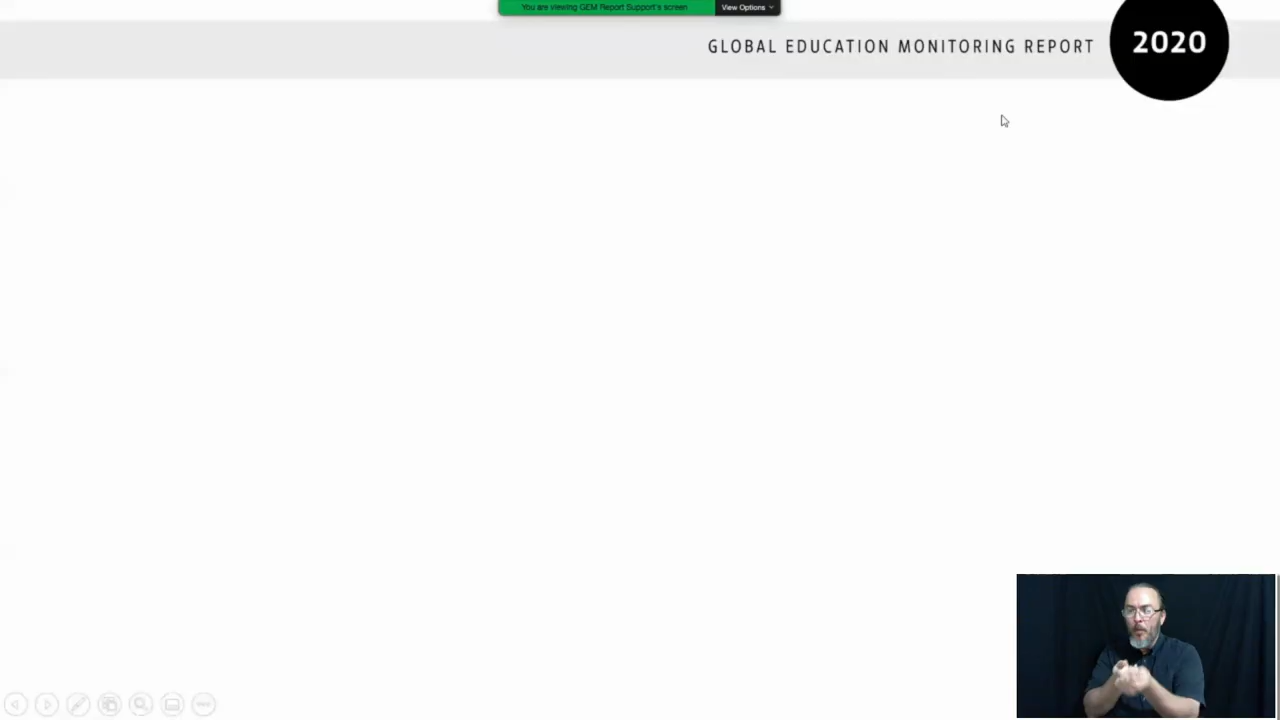 You are viewing GEM Report Support's screen View Options
GLOBAL EDUCATION MONITORING REPORT 2020